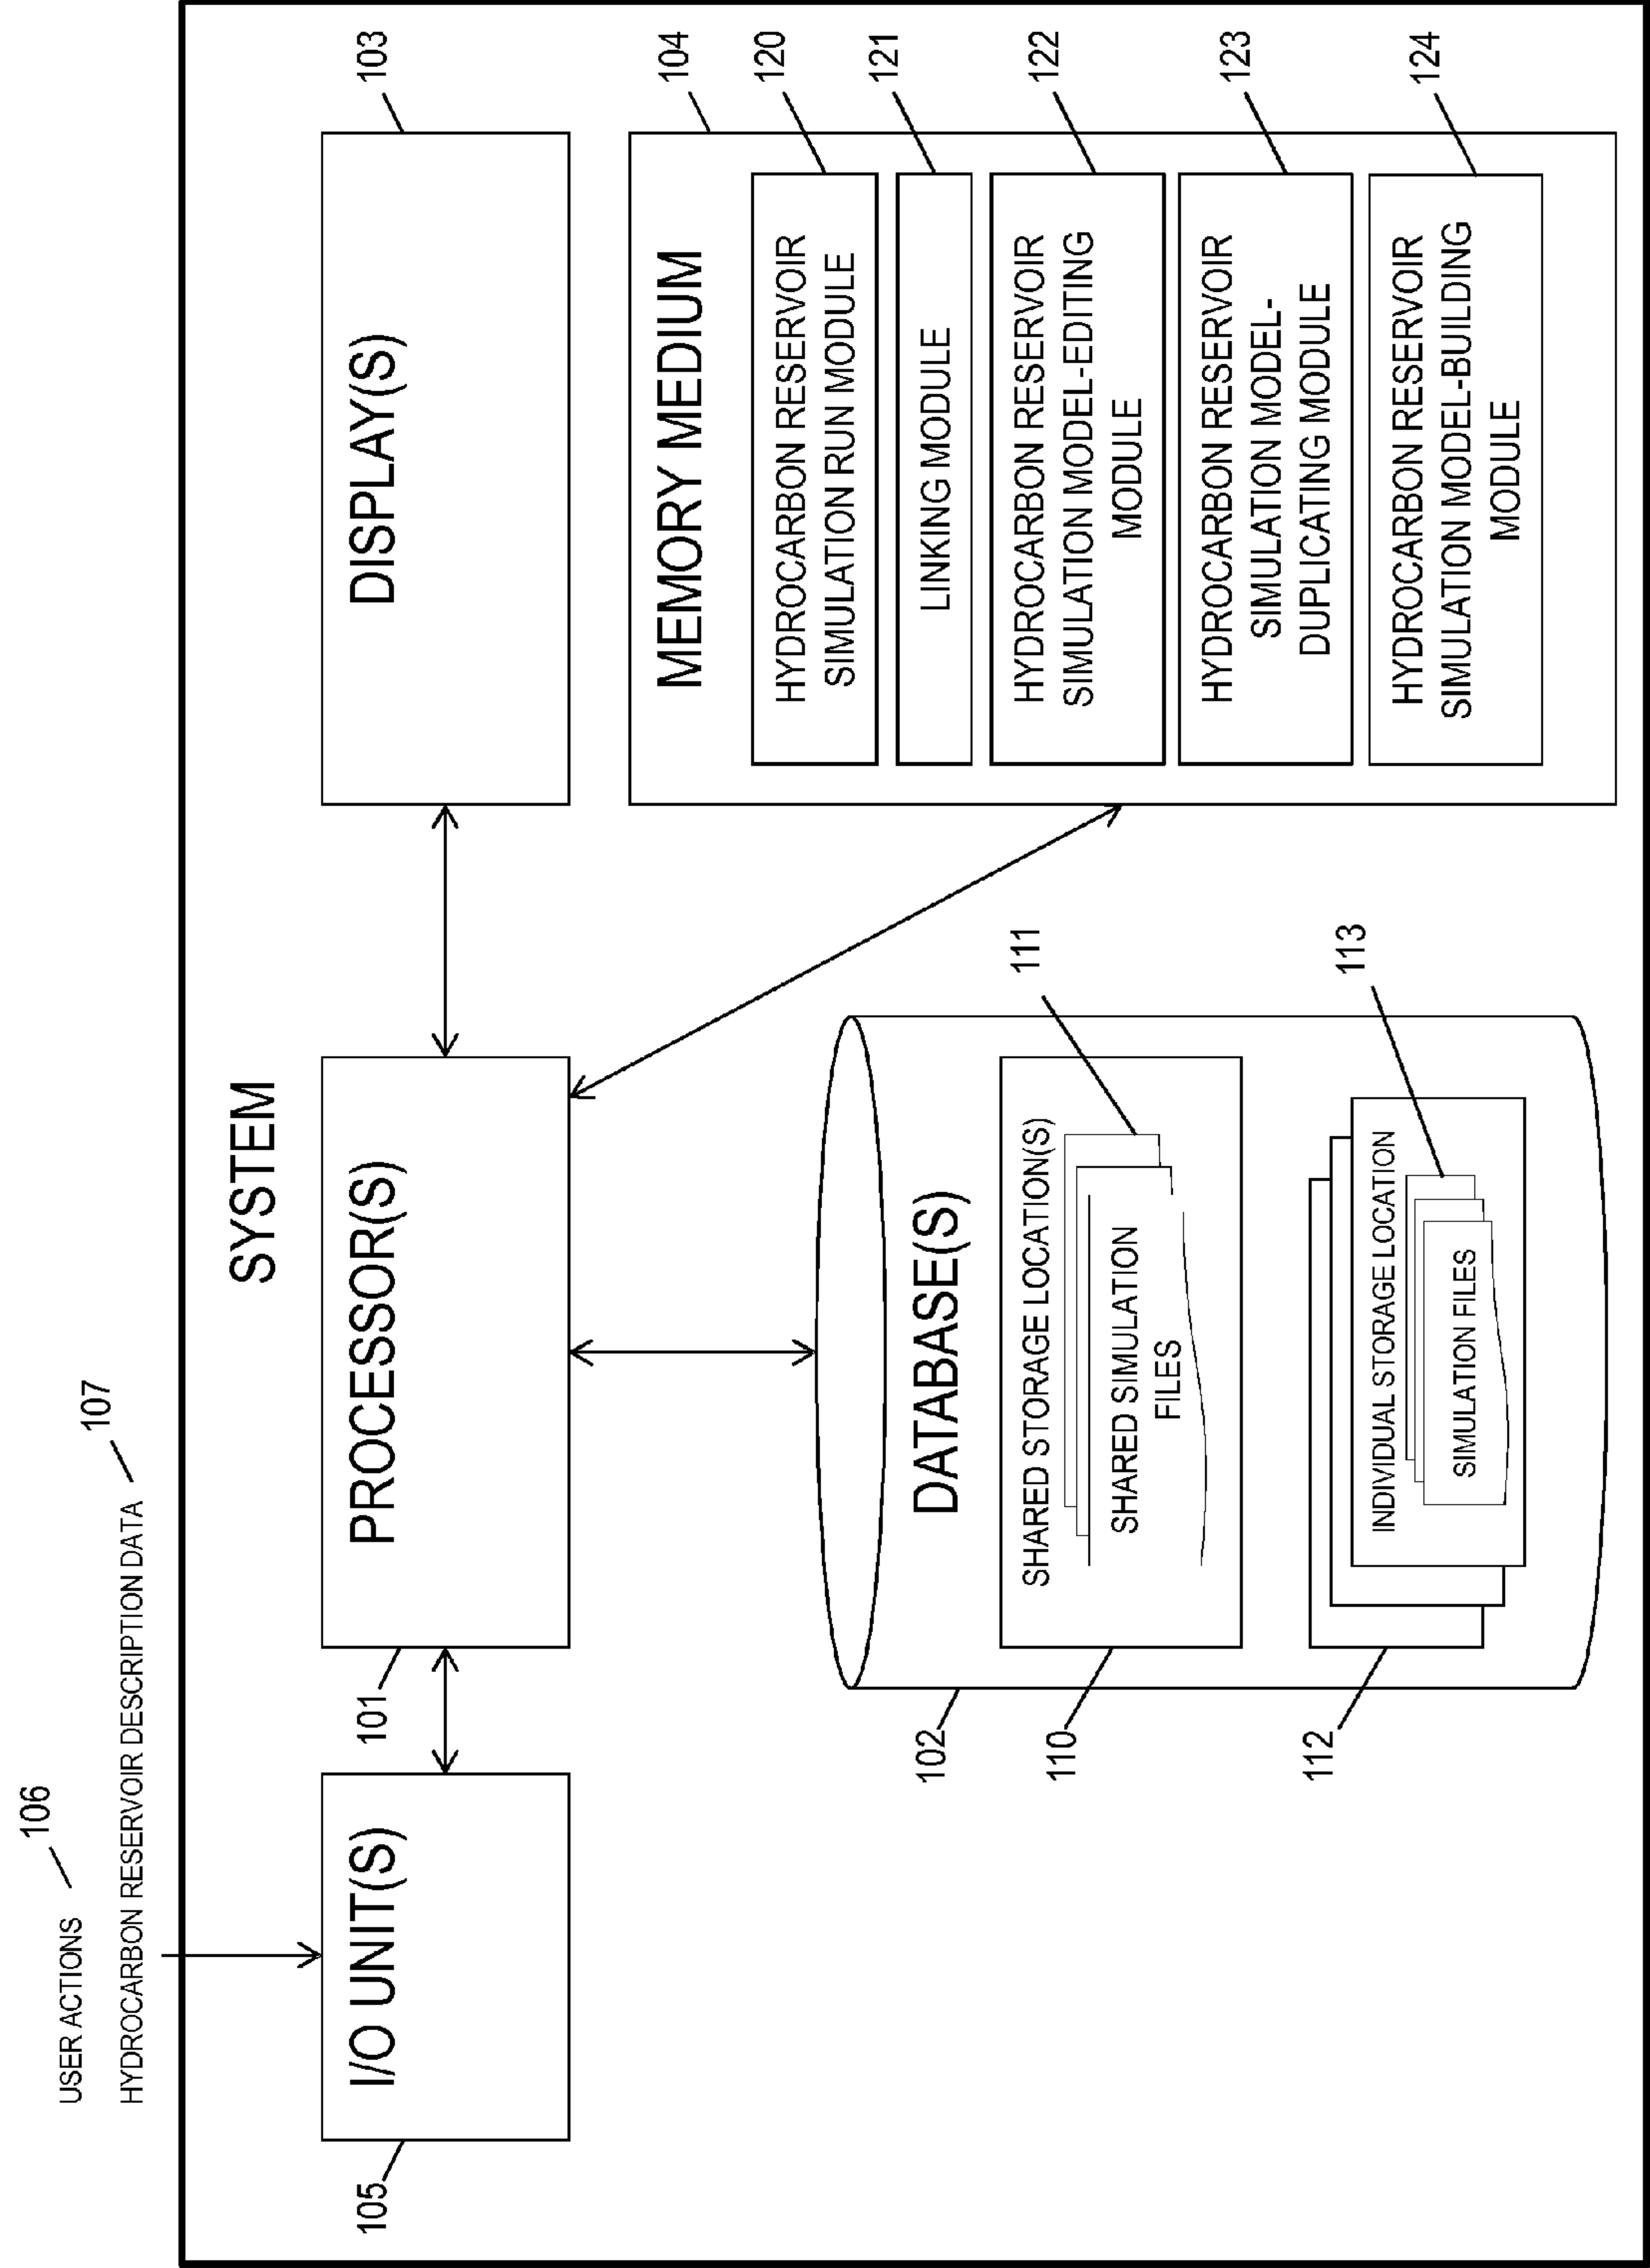 USER ACTIONS
106
HYDROCARBON RESERVOIR DESCRIPTION DATA
107
SYSTEM
I/O UNIT(S)
105
PROCESSOR(S)
101
DISPLAY(S)
103
DATABASE(S)
102
SHARED STORAGE LOCATION(S)
110
SHARED SIMULATION
FILES
111
INDIVIDUAL STORAGE LOCATION
112
SIMULATION FILES
113
MEMORY MEDIUM
104
HYDROCARBON RESERVOIR
SIMULATION RUN MODULE
120
LINKING MODULE
121
HYDROCARBON RESERVOIR
SIMULATION MODEL-EDITING
MODULE
122
HYDROCARBON RESERVOIR
SIMULATION MODEL-
DUPLICATING MODULE
123
HYDROCARBON RESERVOIR
SIMULATION MODEL-BUILDING
MODULE
124